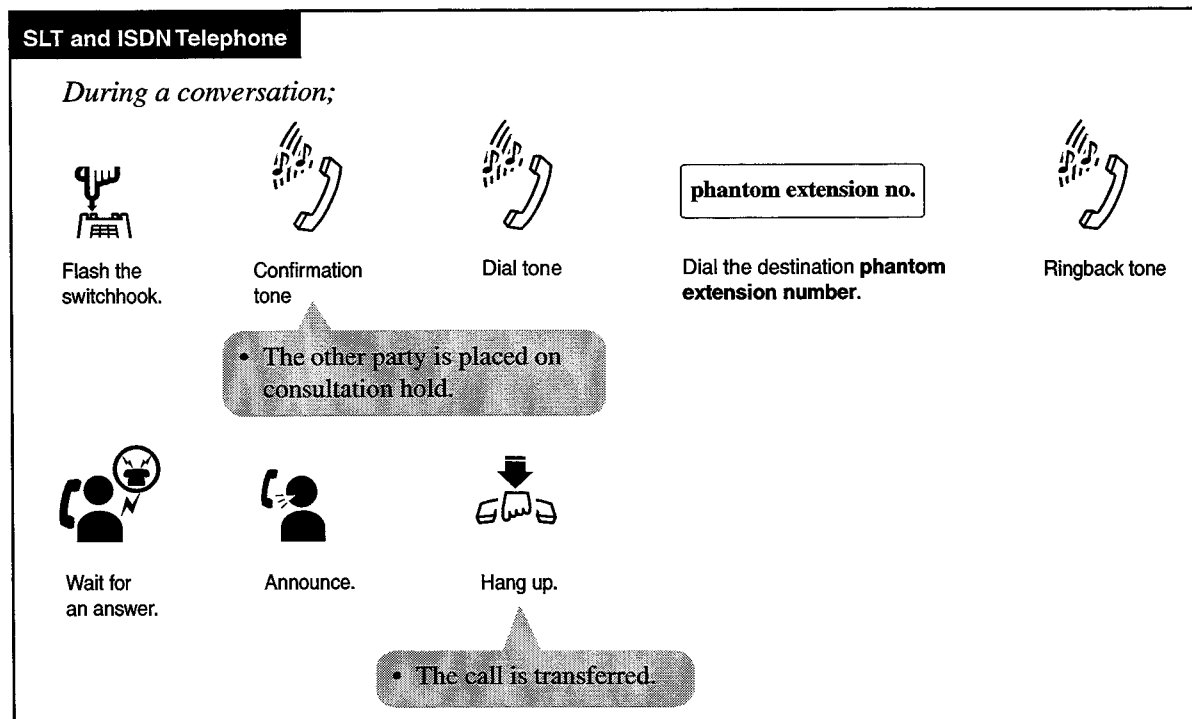 SLT and ISDN Telephone
During a conversation;
phantom extension no.
Flash the
switchhook.
Confirmation
tone
Dial tone
Dial the destination phantom
extension number.
Ringback tone
• The other party is placed on
consultation hold.
Wait for
an answer.
Announce.
Hang up.
• The call is transferred.